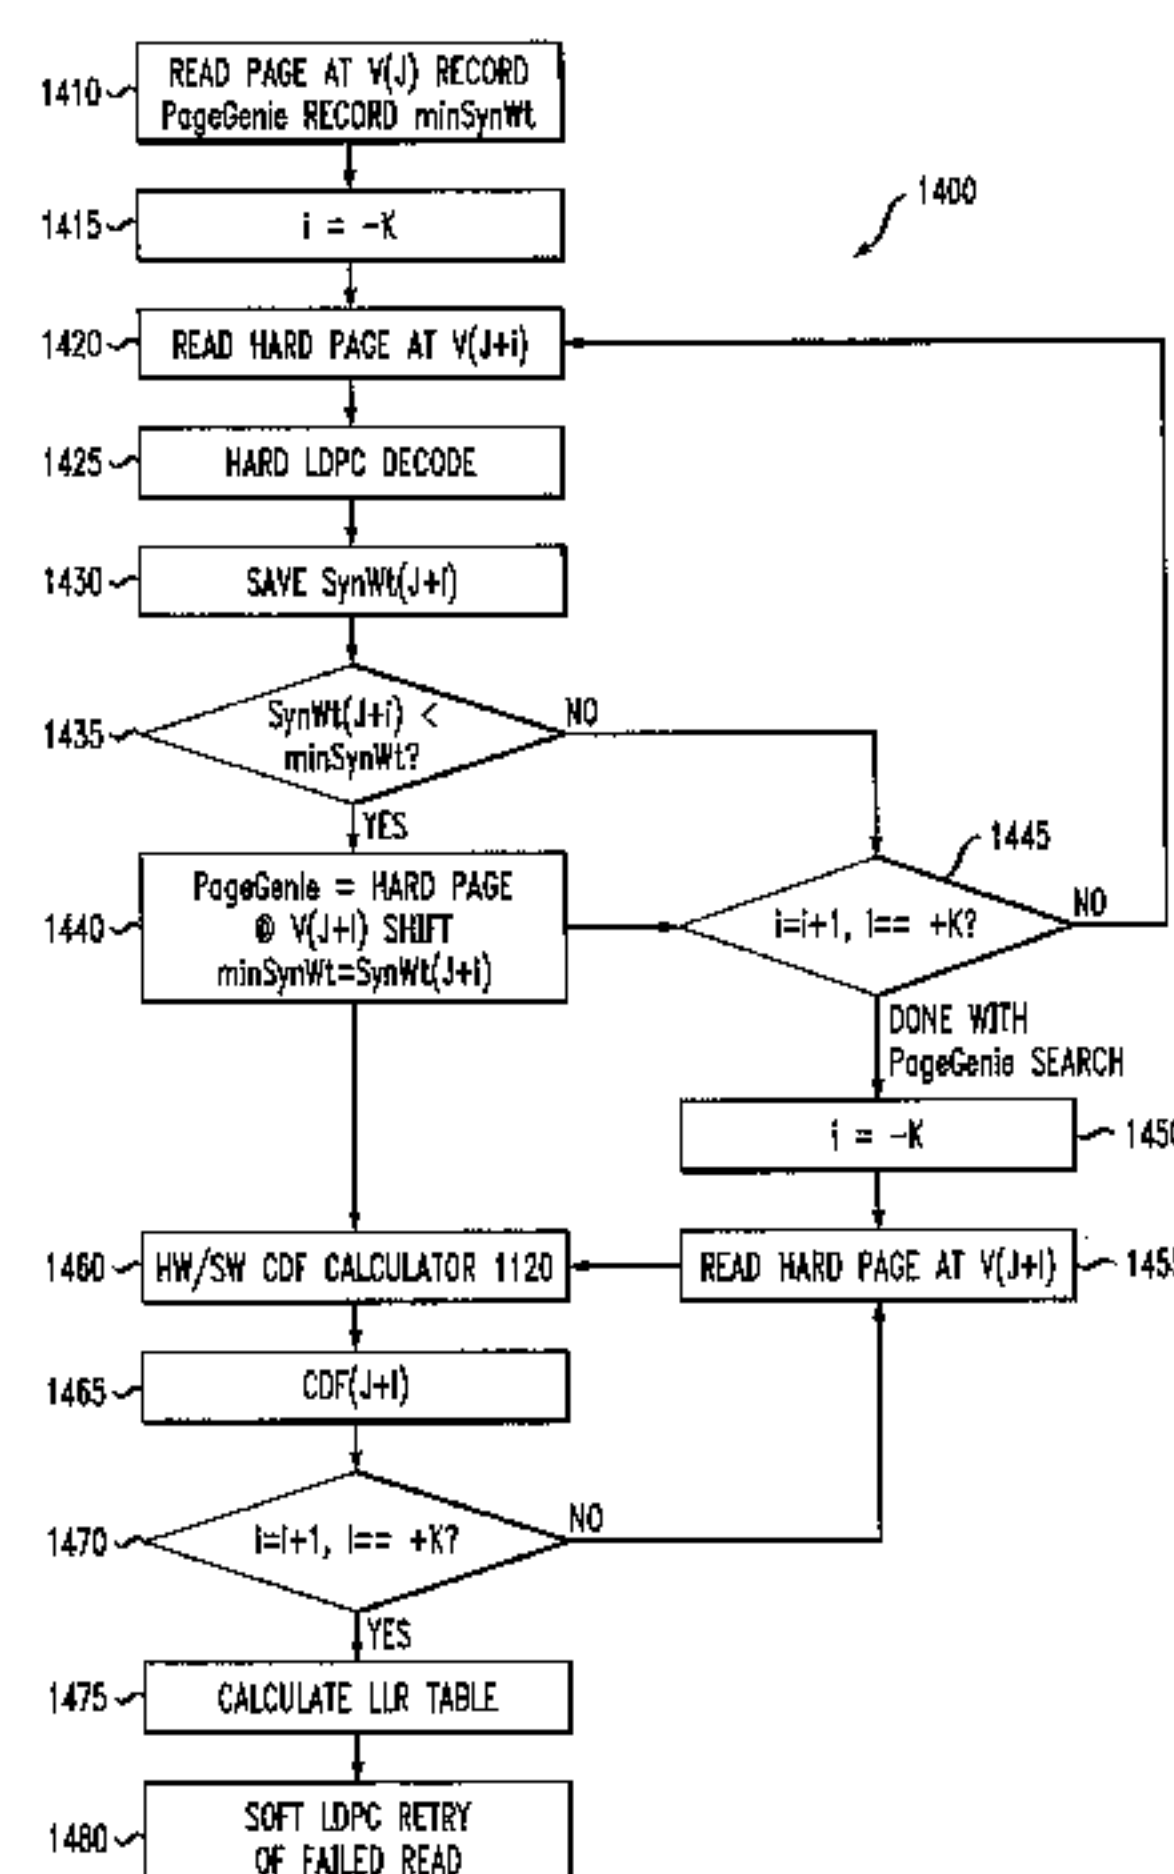 1410
READ PAGE AT V(J) RECORD
PageGenie RECORD minSynWt
1400
1415
i = -K
1420
READ HARD PAGE AT V(J+i)
1425
HARD LDPC DECODE
1430
SAVE SynWt(J+i)
1435
SynWt(J+i) <
minSynWt?
NO
YES
1440
PageGenie = HARD PAGE
@ V(J+i) SHIFT
minSynWt=SynWt(J+i)
1445
i=i+1, i== +K?
NO
DONE WITH
PageGenie SEARCH
i = -K
1460
HW/SW CDF CALCULATOR 1120
READ HARD PAGE AT V(J+i)
1465
CDF(J+i)
1470
i=i+1, i== +K?
NO
YES
1475
CALCULATE LLR TABLE
1480
SOFT LDPC RETRY
OF FAILED READ